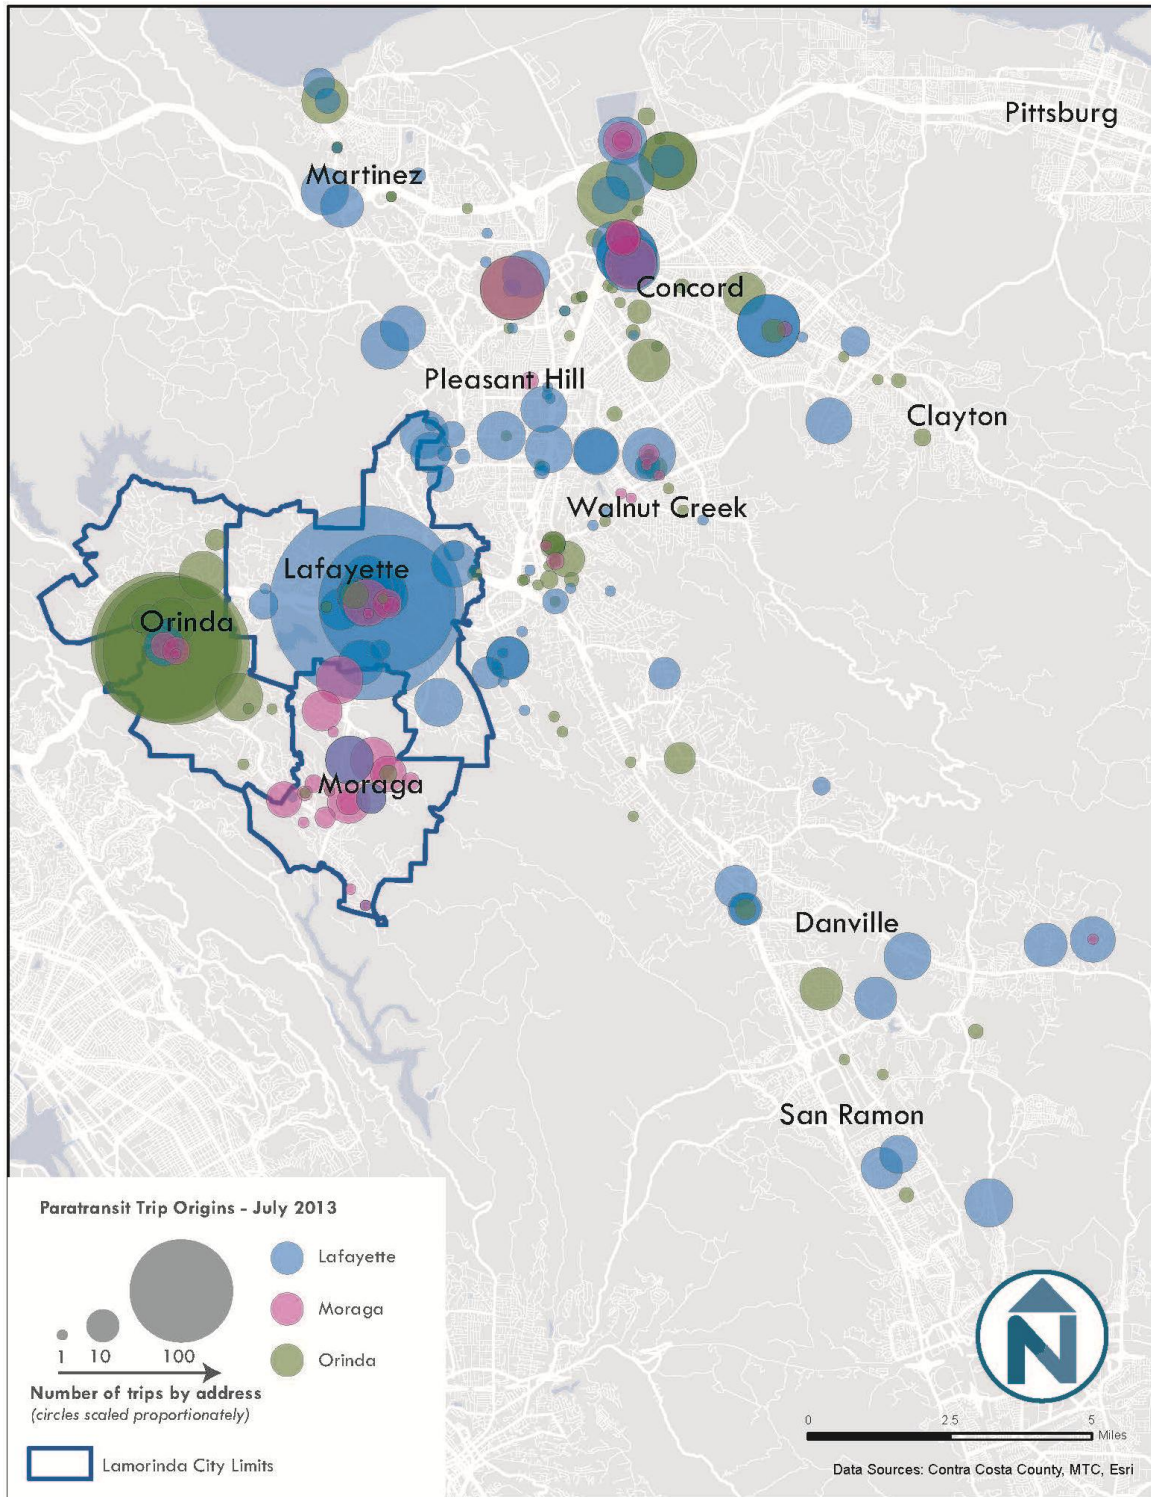 Pittsburg
Martinez
Concord
Pleasant Hill
Clayton
Walnut Creek
Lafayette
Orinda
Moraga
Danville
San Ramon
Paratransit Trip Origins - July 2013
Lafayette
Moraga
Orinda
1 10 100
Number of trips by address
(circles scaled proportionately)
Lamorinda City Limits
N
0 2.5 5
Miles
Data Sources: Contra Costa County, MTC, Esri